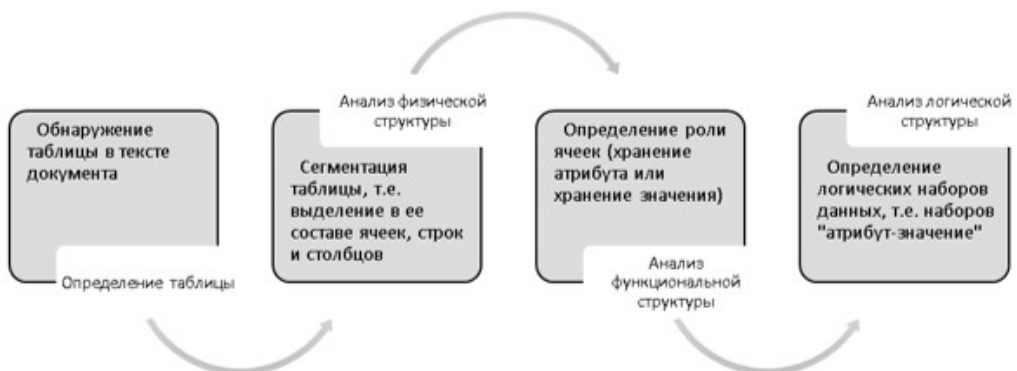 Обнаружение
таблицы в тексте
документа
Определение таблицы
Анализ физической
структуры
Сегментация
таблицы, т.е.
выделение в ее
составе ячеек, строк
и столбцов
Определение роли
ячеек (хранение
атрибута или
хранение значения)
Анализ
функциональной
структуры
Анализ логической
структуры
Определение
логических наборов
данных, т.е. наборов
"атрибут-значение"